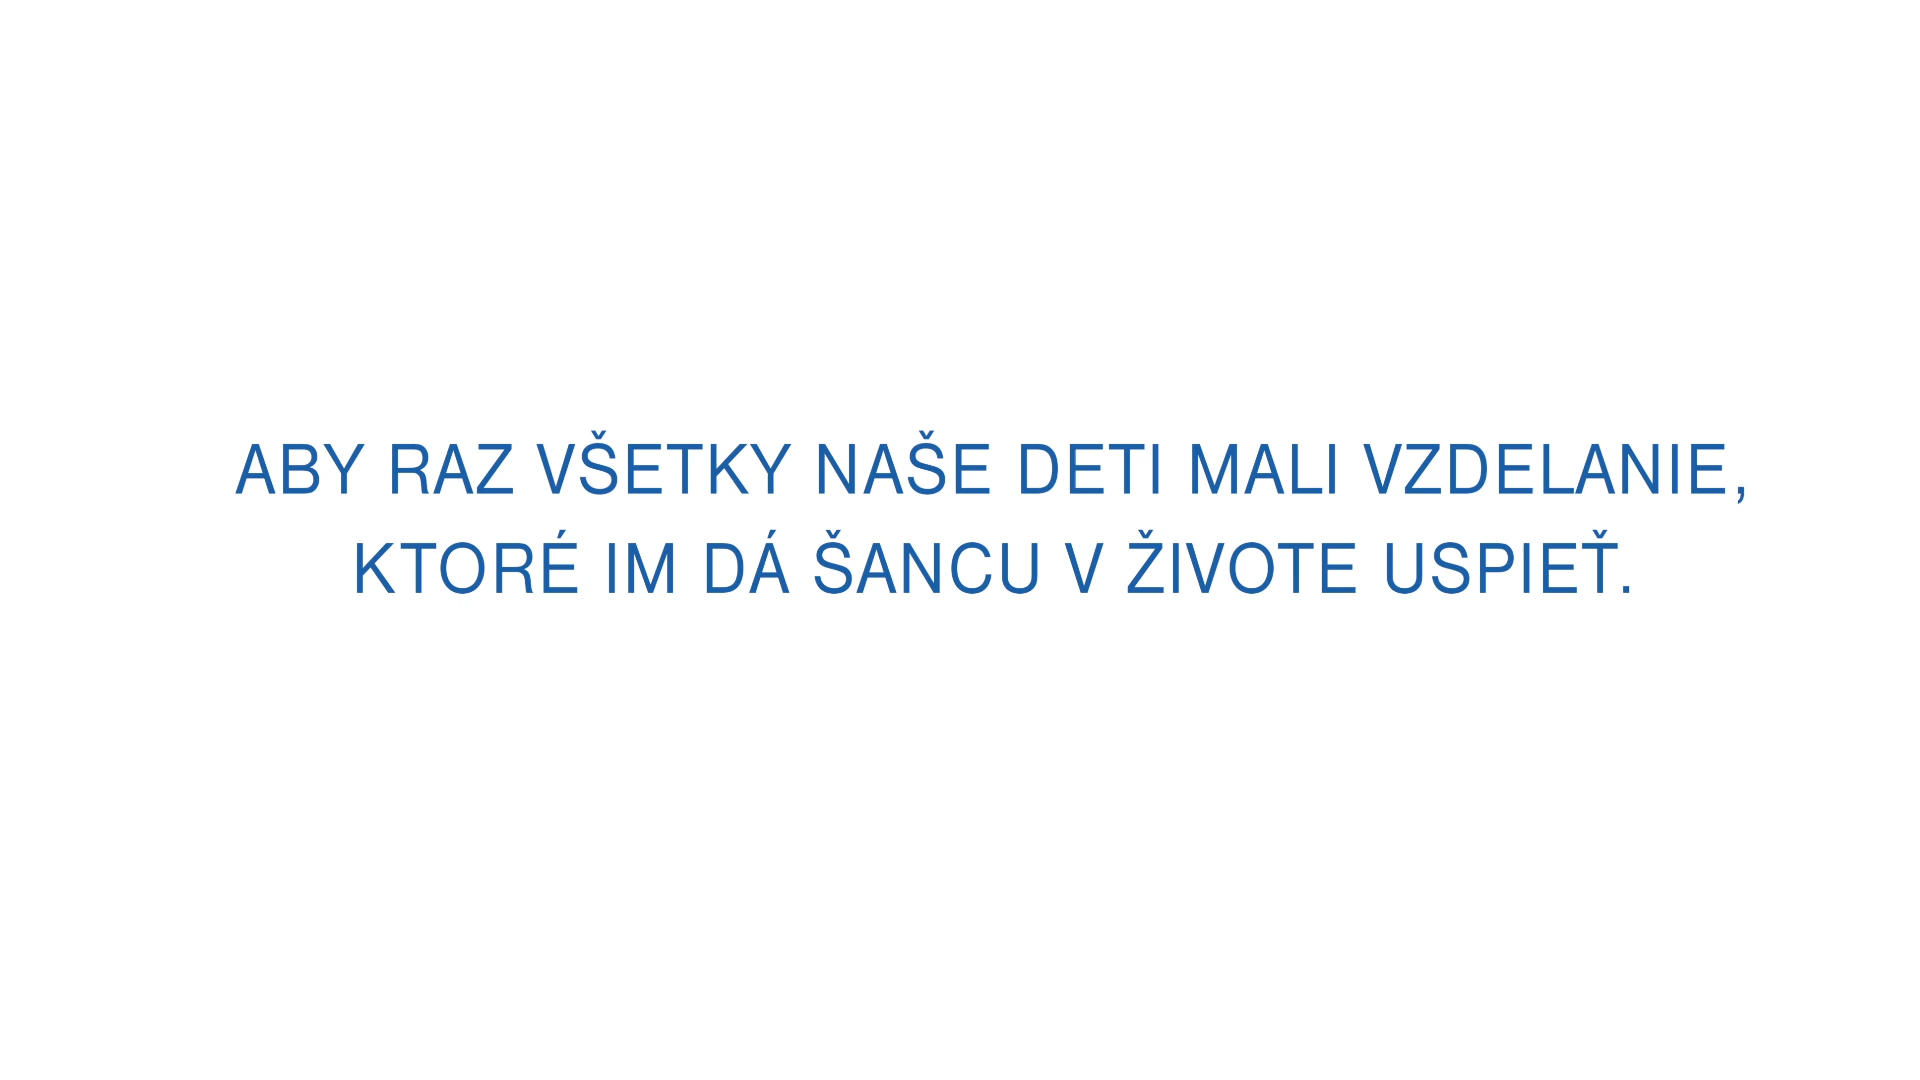 ABY RAZ VŠETKY NAŠE DETI MALI VZDELANIE,
KTORÉ IM DÁ ŠANCU V ŽIVOTE USPIEŤ.